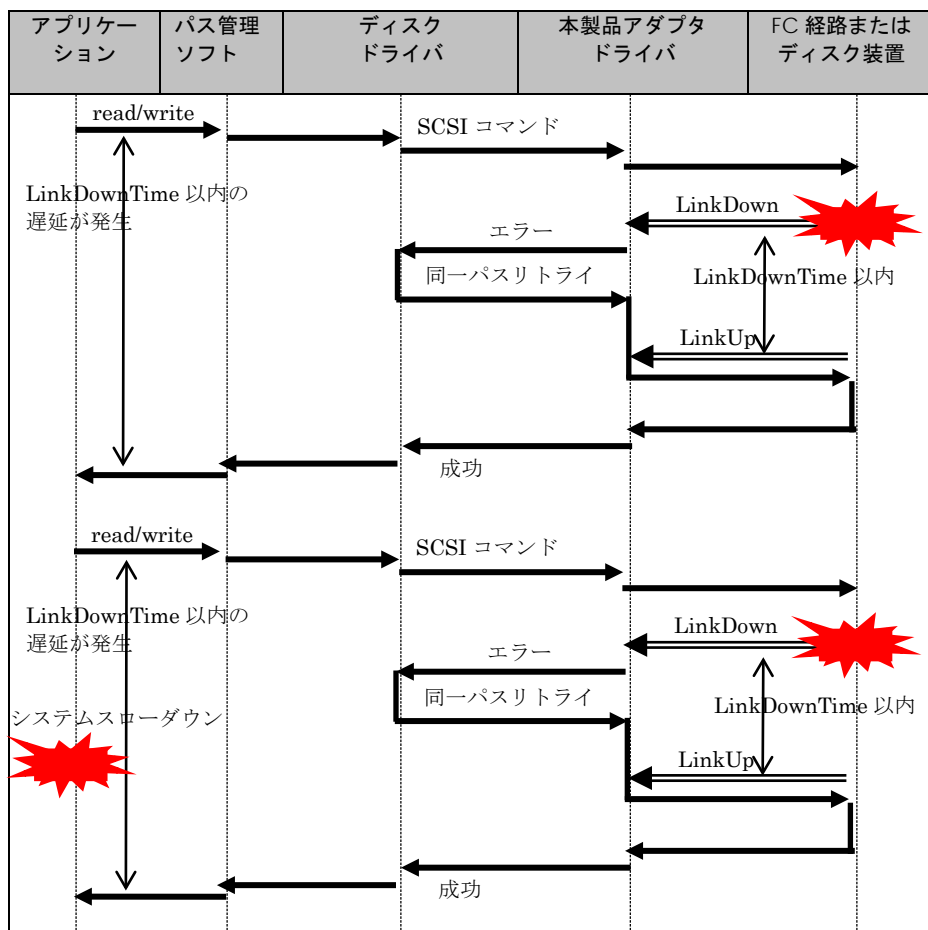 アプリケー
ション
パス管理
ソフト
ディスク
ドライバ
本製品アダプタ
ドライバ
FC 経路または
ディスク装置
read/write
SCSI コマンド
LinkDownTime 以内の
遅延が発生
LinkDown
エラー
同一パスリトライ
LinkDownTime 以内
LinkUp
成功
read/write
SCSI コマンド
LinkDownTime 以内の
遅延が発生
LinkDown
エラー
同一パスリトライ
LinkDownTime 以内
システムスローダウン
LinkUp
成功